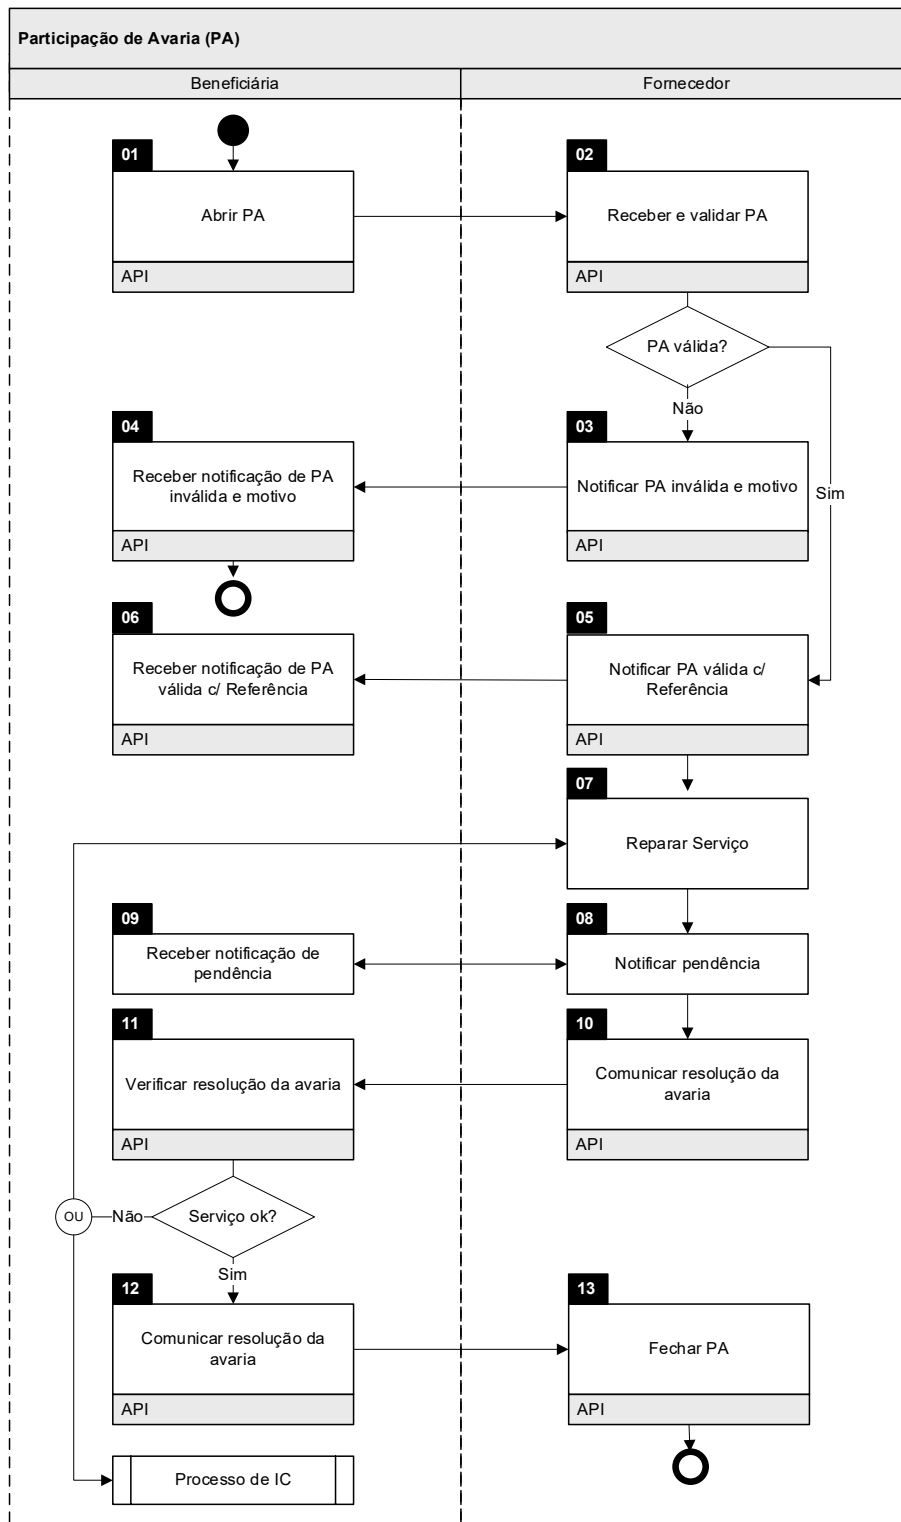 Participação de Avaria (PA)
Beneficiária
Fornecedor
01
Abrir PA
API
02
Receber e validar PA
API
PA válida?
Não
Sim
04
Receber notificação de PA
inválida e motivo
API
03
Notificar PA inválida e motivo
API
06
Receber notificação de PA
válida c/ Referência
API
05
Notificar PA válida c/
Referência
API
07
Reparar Serviço
09
Receber notificação de
pendência
08
Notificar pendência
11
Verificar resolução da avaria
API
10
Comunicar resolução da
avaria
API
OU
Não
Serviço ok?
Sim
12
Comunicar resolução da
avaria
API
13
Fechar PA
API
Processo de IC